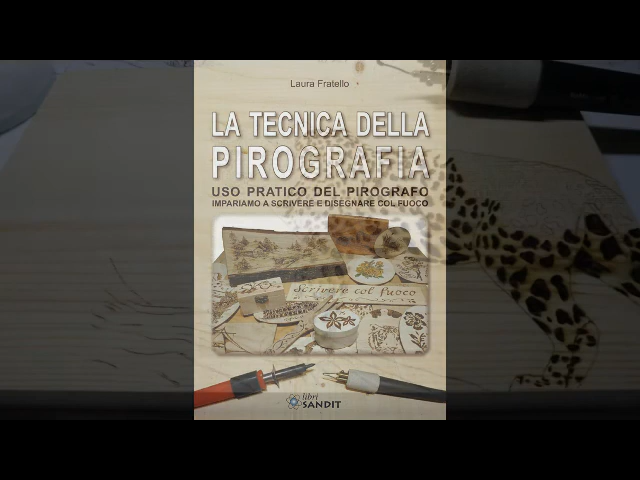 Laura Fratello
LA TECNICA DELLA
PIROGRAFIA
USO PRATICO DEL PIROGRAFO
IMPARIAMO A SCRIVERE E DISEGNARE COL FUOCO
Scrivere col fuoco
libri
SANDIT